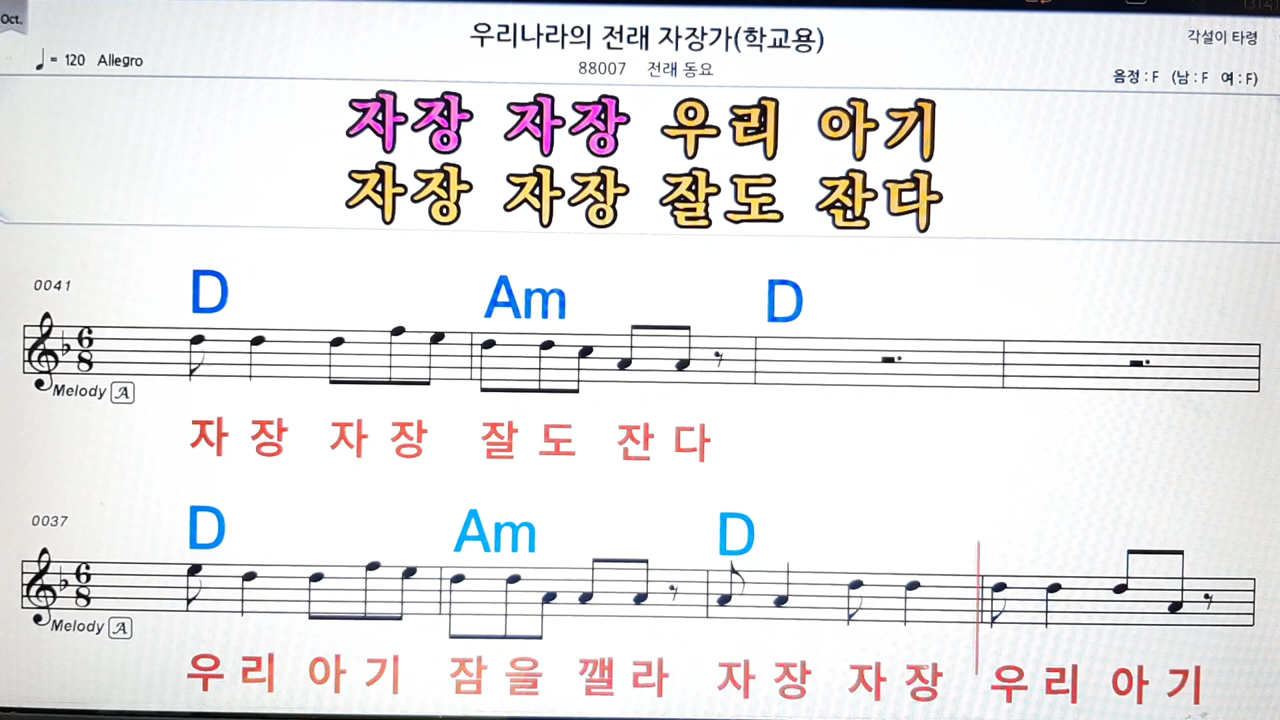 Oct.
우리나라의 전래 자장가(학교용)
각설이 타령
♩= 120 Allegro
88007 전래 동요
음정 : F (남 : F 여 : F)
자장 자장 우리 아기
자장 자장 잘도 잔다
0041
D Am D
6
8
Melody A
자 장 자 장 잘 도 잔 다
0037
D Am D
6
8
Melody A
우 리 아 기 잠 을 깰 라 자 장 자 장 우 리 아 기